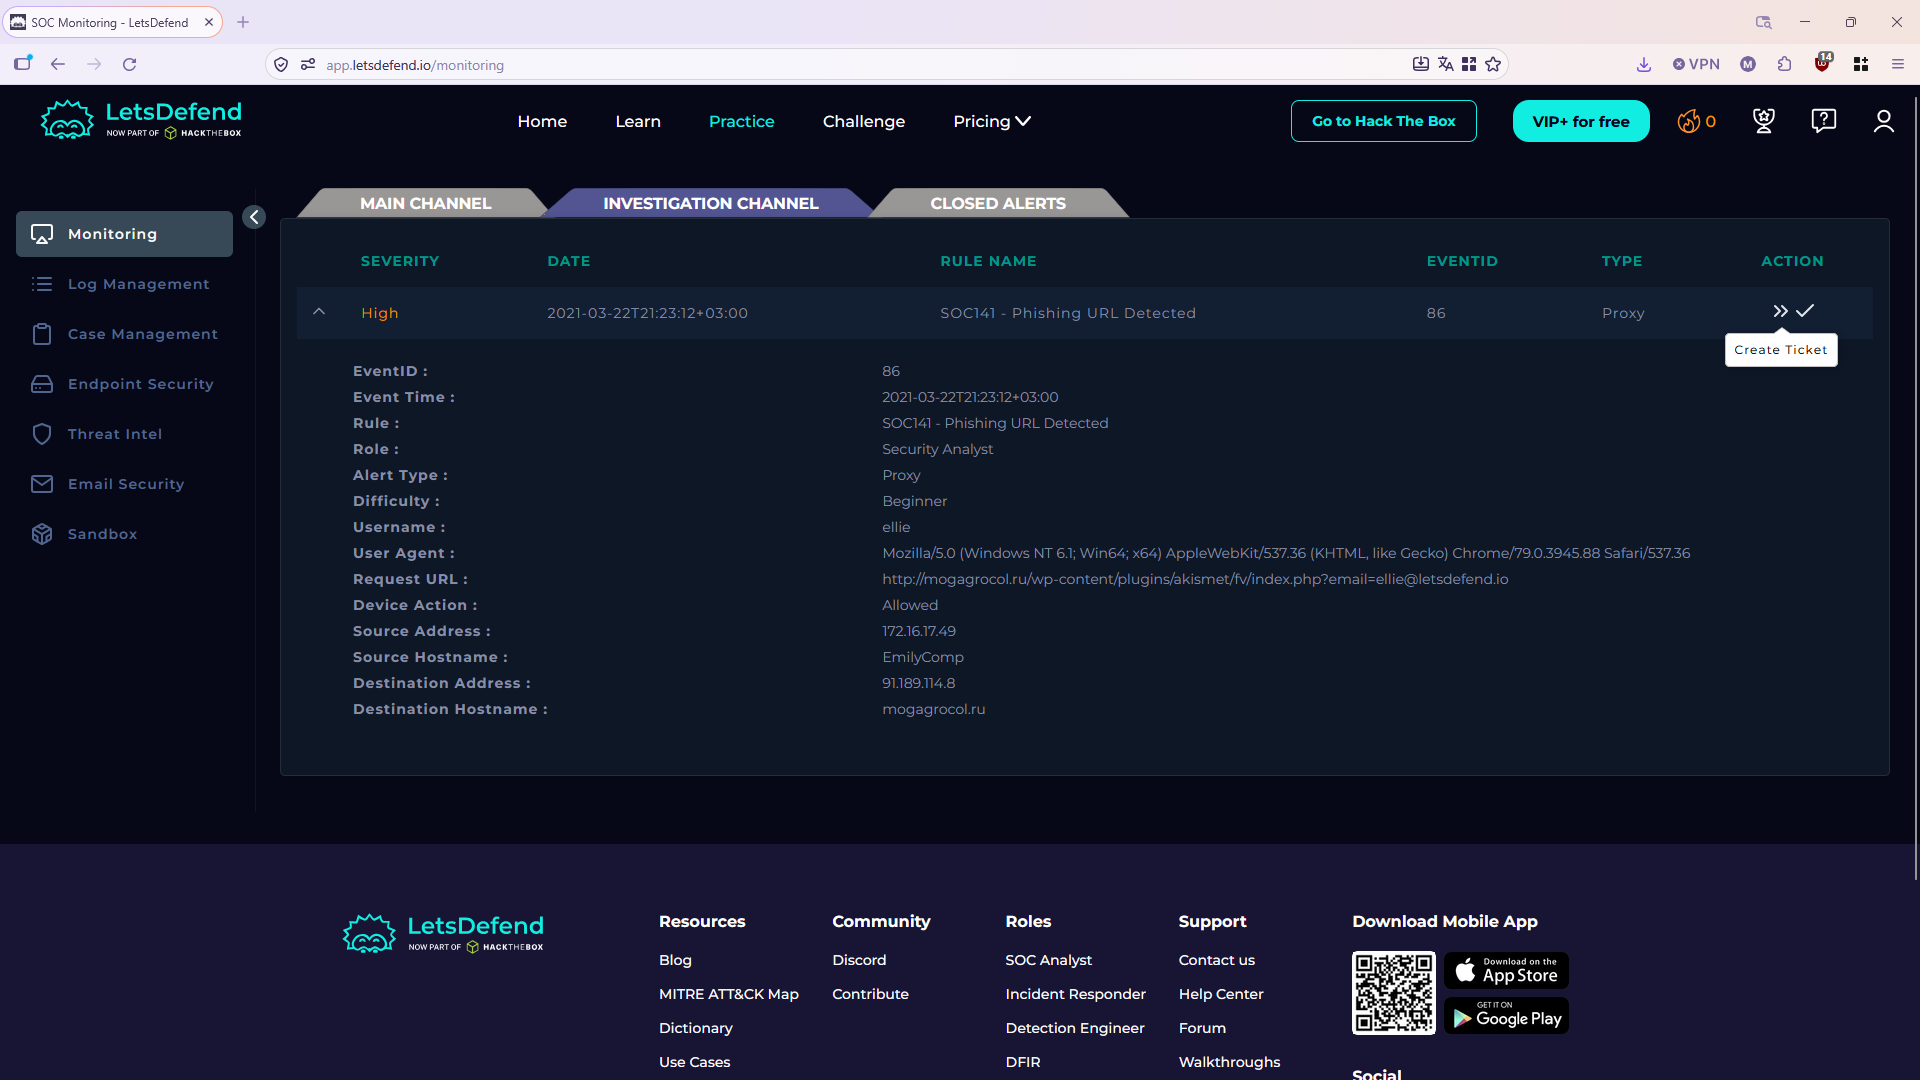 SOC Monitoring - LetsDefend
app.letsdefend.io/monitoring
VPN
M
14
LetsDefend
NOW PART OF HACKTHEBOX
Home
Learn
Practice
Challenge
Pricing
Go to Hack The Box
VIP+ for free
0
Monitoring
Log Management
Case Management
Endpoint Security
Threat Intel
Email Security
Sandbox
MAIN CHANNEL
INVESTIGATION CHANNEL
CLOSED ALERTS
SEVERITY DATE RULE NAME EVENTID TYPE ACTION
High 2021-03-22T21:23:12+03:00 SOC141 - Phishing URL Detected 86 Proxy
Create Ticket
EventID : 86
Event Time : 2021-03-22T21:23:12+03:00
Rule : SOC141 - Phishing URL Detected
Role : Security Analyst
Alert Type : Proxy
Difficulty : Beginner
Username : ellie
User Agent : Mozilla/5.0 (Windows NT 6.1; Win64; x64) AppleWebKit/537.36 (KHTML, like Gecko) Chrome/79.0.3945.88 Safari/537.36
Request URL : http://mogagrocol.ru/wp-content/plugins/akismet/fv/index.php?email=ellie@letsdefend.io
Device Action : Allowed
Source Address : 172.16.17.49
Source Hostname : EmilyComp
Destination Address : 91.189.114.8
Destination Hostname : mogagrocol.ru
LetsDefend
NOW PART OF HACKTHEBOX
Resources
Blog
MITRE ATT&CK Map
Dictionary
Use Cases
Community
Discord
Contribute
Roles
SOC Analyst
Incident Responder
Detection Engineer
DFIR
Support
Contact us
Help Center
Forum
Walkthroughs
Download Mobile App
Download on the
App Store
GET IT ON
Google Play
Social